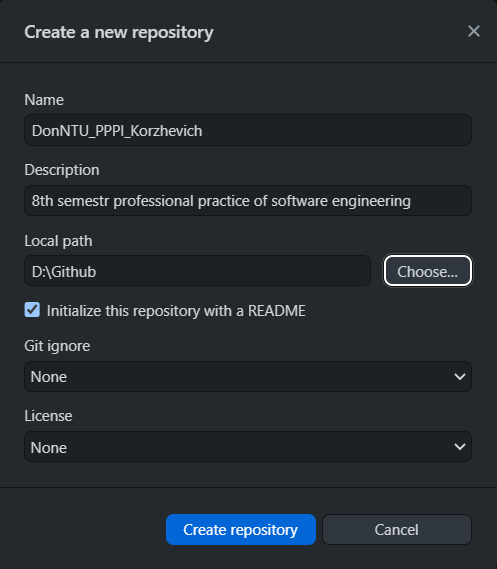 Create a new repository
Name
DonNTU_PPPI_Korzhevich
Description
8th semestr professional practice of software engineering
Local path
D:\Github
Choose...
Initialize this repository with a README
Git ignore
None
License
None
Create repository
Cancel